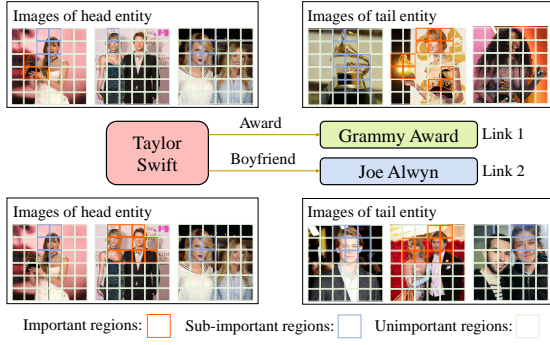 Images of head entity
Images of tail entity
Taylor
Swift
Award
Grammy Award
Link 1
Boyfriend
Joe Alwyn
Link 2
Images of head entity
Images of tail entity
Important regions:
Sub-important regions:
Unimportant regions: